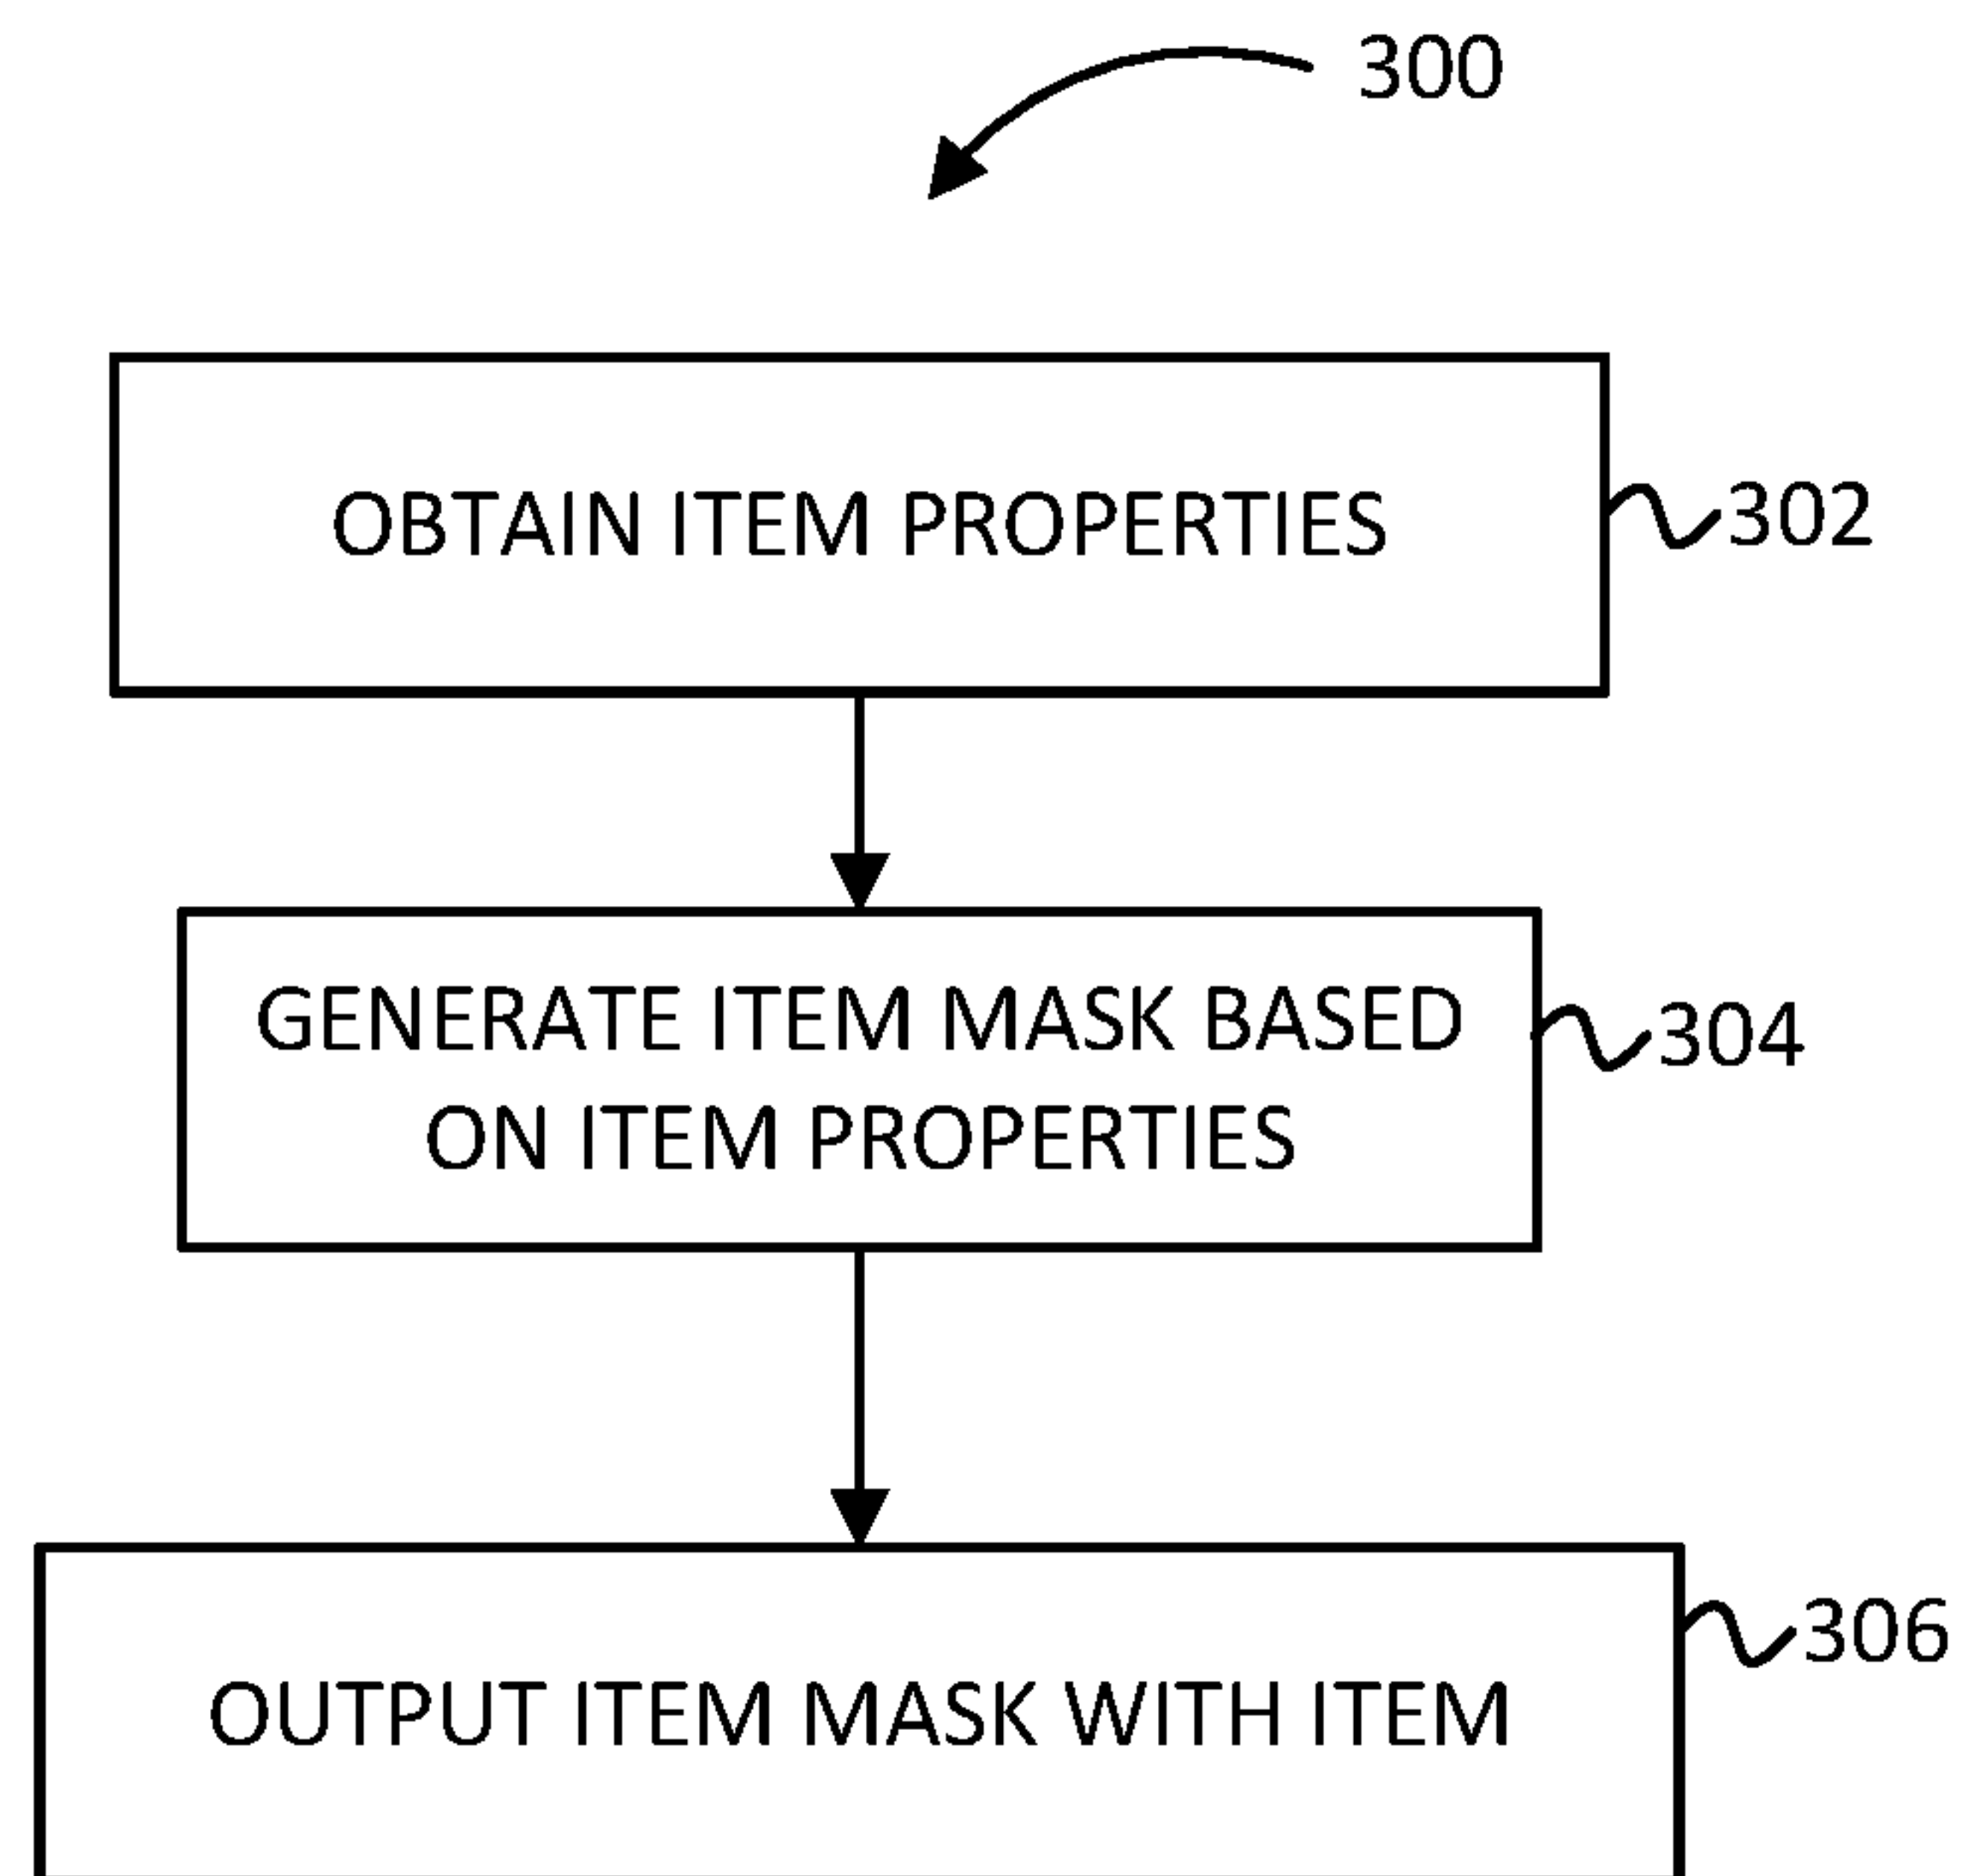 300
OBTAIN ITEM PROPERTIES
302
GENERATE ITEM MASK BASED
ON ITEM PROPERTIES
304
306
OUTPUT ITEM MASK WITH ITEM